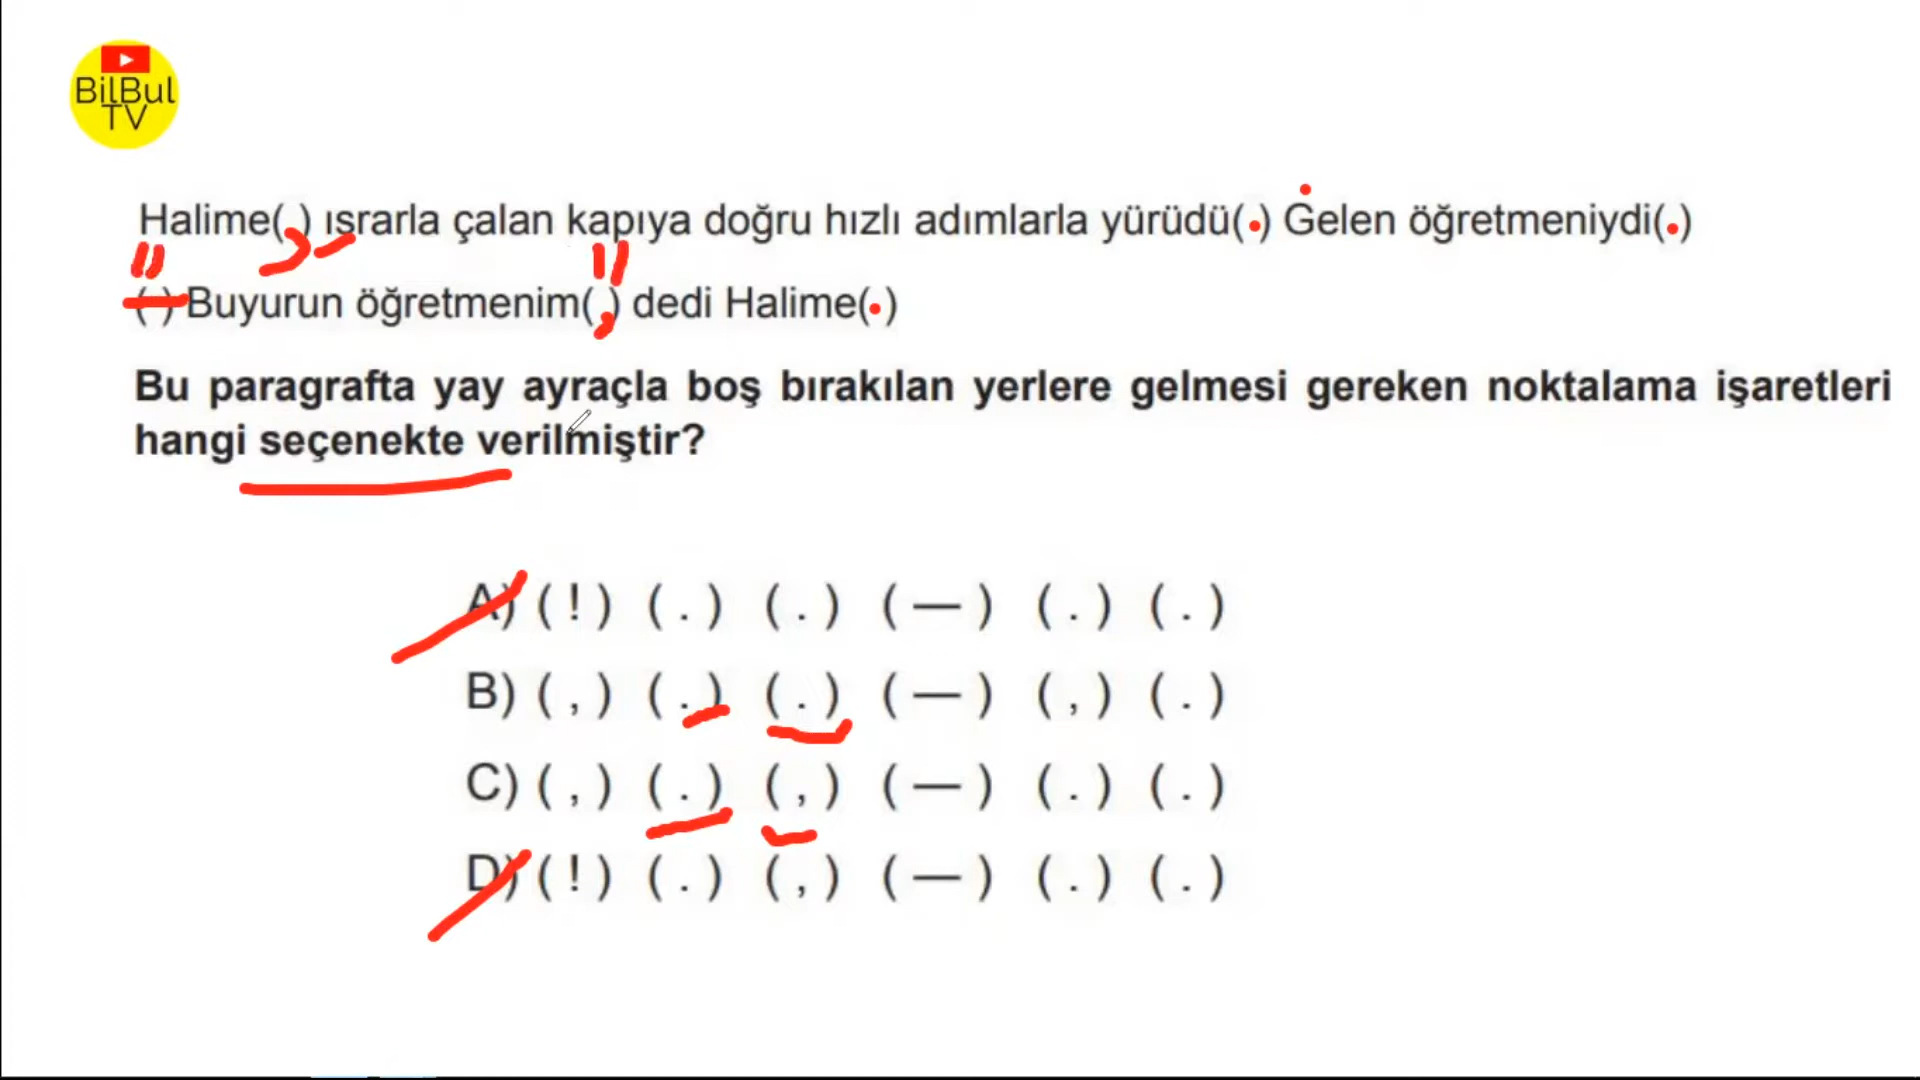 BilBul
TV
Halime(,) ısrarla çalan kapıya doğru hızlı adımlarla yürüdü(.) Gelen öğretmeniydi(.)
" "
(—) Buyurun öğretmenim(,) dedi Halime(.)
Bu paragrafta yay ayraçla boş bırakılan yerlere gelmesi gereken noktalama işaretleri
hangi seçenekte verilmiştir?
A) (!) (.) (.) (—) (.) (.)
B) (,) (.) (.) (—) (,) (.)
C) (,) (.) (,) (—) (.) (.)
D) (!) (.) (,) (—) (.) (.)